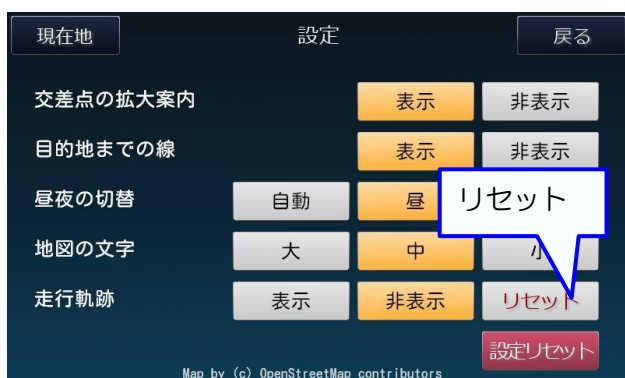 現在地 設定 戻る
交差点の拡大案内 表示 非表示
目的地までの線 表示 非表示
昼夜の切替 自動 昼 リセット
地図の文字 大 中
走行軌跡 表示 非表示 リセット
設定リセット
Map by (c) OpenStreetMap contributors